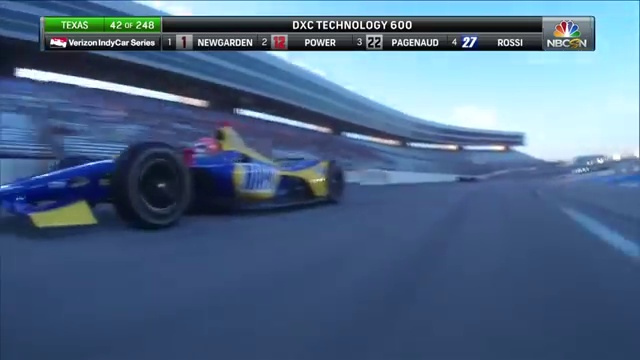 TEXAS 42 OF 248 DXC TECHNOLOGY 600
Verizon IndyCar Series 1 1 NEWGARDEN 2 12 POWER 3 22 PAGENAUD 4 27 ROSSI
NBCSN
NAPA